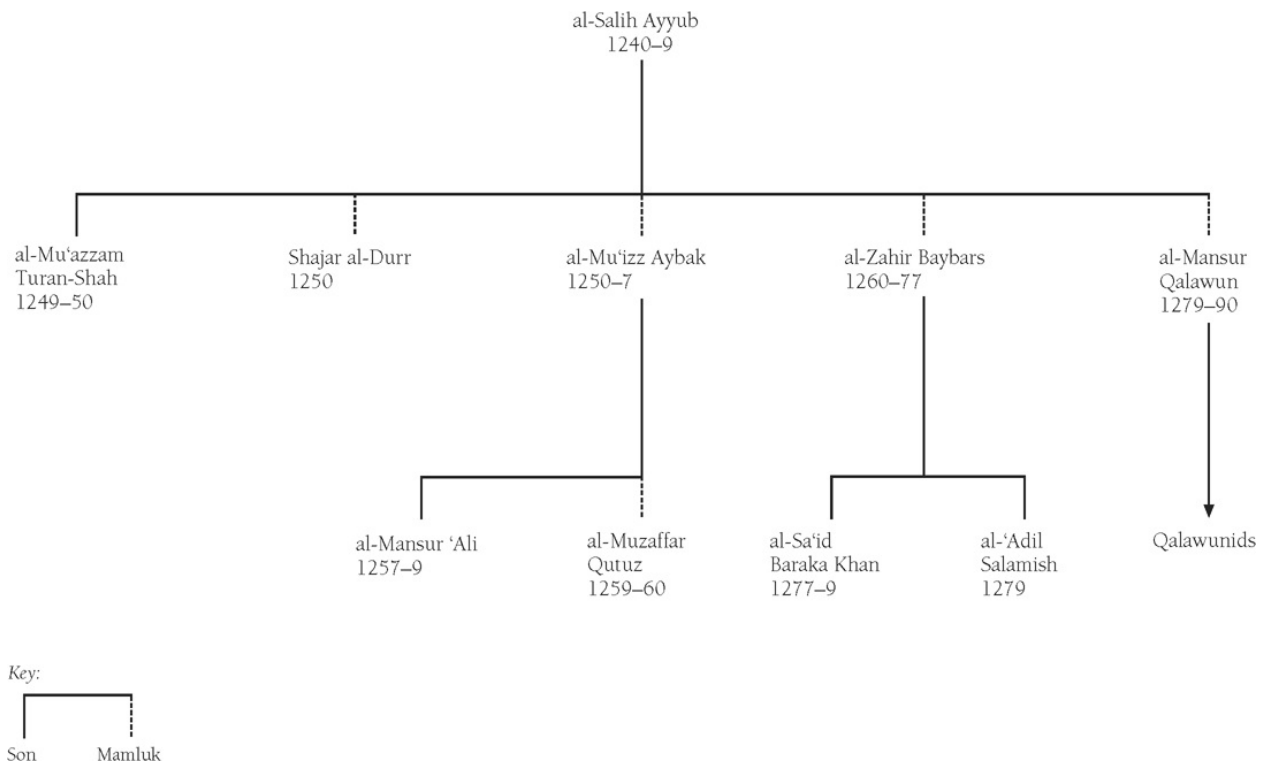 al-Salih Ayyub
1240–9
al-Mu‘azzam
Turan-Shah
1249–50
Shajar al-Durr
1250
al-Mu‘izz Aybak
1250–7
al-Zahir Baybars
1260–77
al-Mansur
Qalawun
1279–90
al-Mansur ‘Ali
1257–9
al-Muzaffar
Qutuz
1259–60
al-Sa‘id
Baraka Khan
1277–9
al-‘Adil
Salamish
1279
Qalawunids
Key:
Son
Mamluk